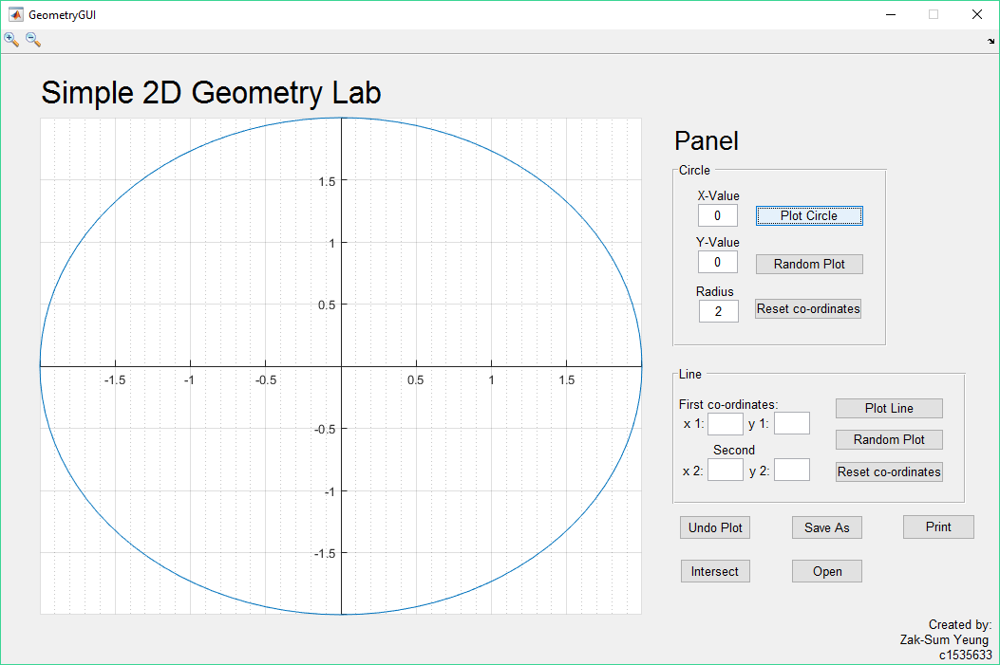 GeometryGUI
Simple 2D Geometry Lab
1.5
1
0.5
-1.5 -1 -0.5 0.5 1 1.5
-0.5
-1
-1.5
Panel
Circle
X-Value
0 Plot Circle
Y-Value
0 Random Plot
Radius
2 Reset co-ordinates
Line
First co-ordinates: Plot Line
x 1: y 1:
Random Plot
Second
x 2: y 2: Reset co-ordinates
Undo Plot Save As Print
Intersect Open
Created by:
Zak-Sum Yeung
c1535633